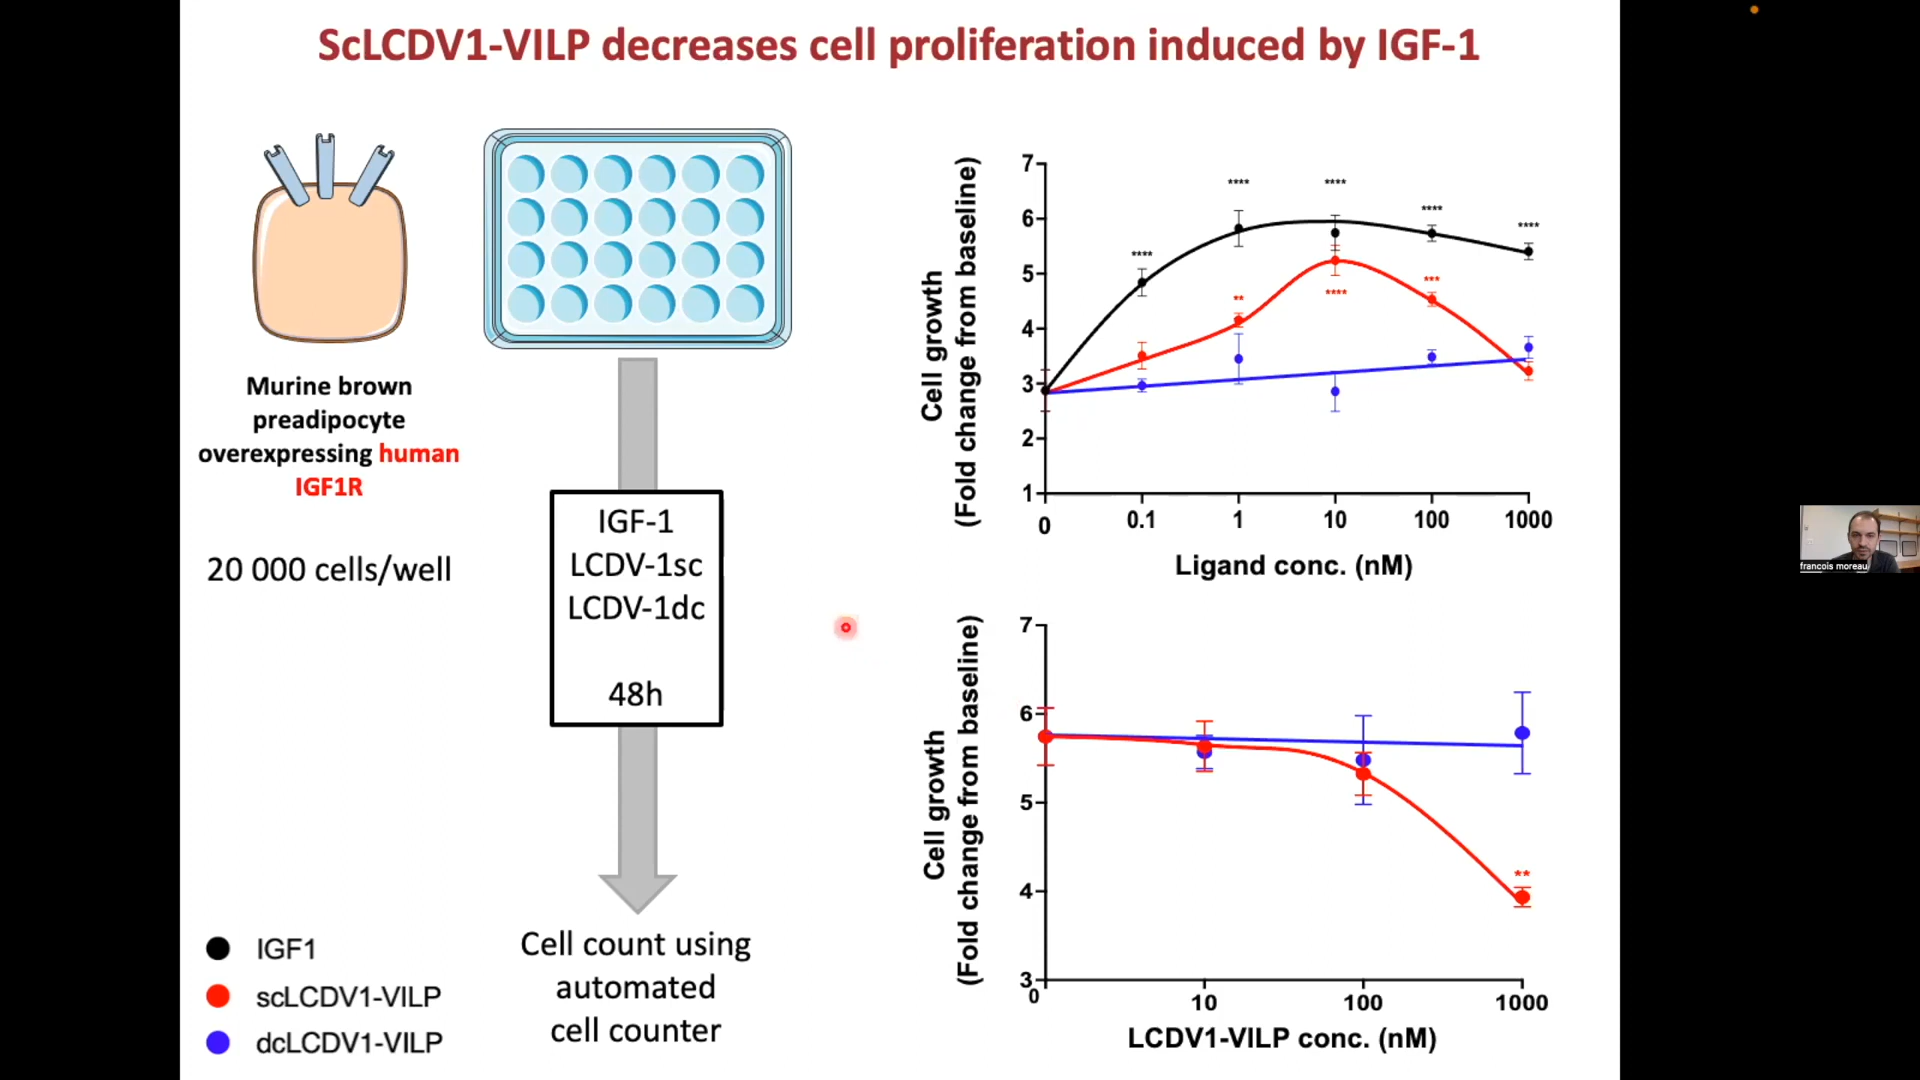 ScLCDV1-VILP decreases cell proliferation induced by IGF-1
Murine brown
preadipocyte
overexpressing human
IGF1R
20 000 cells/well
IGF-1
LCDV-1sc
LCDV-1dc
48h
Cell count using
automated
cell counter
IGF1
scLCDV1-VILP
dcLCDV1-VILP
Cell growth
(Fold change from baseline)
7
6
5
4
3
2
1
0 0.1 1 10 100 1000
**** **** **** **** ****
** **** ***
Ligand conc. (nM)
Cell growth
(Fold change from baseline)
7
6
5
4
3
0 10 100 1000
**
LCDV1-VILP conc. (nM)
francois moreau